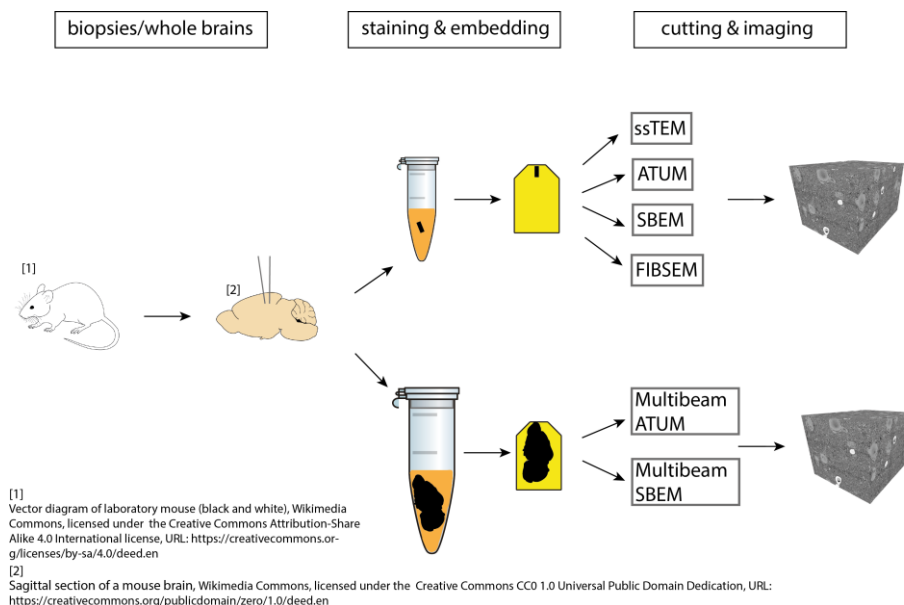 biopsies/whole brains
staining & embedding
cutting & imaging
ssTEM
ATUM
SBEM
FIBSEM
[1]
[2]
Multibeam
ATUM
Multibeam
SBEM
[1]
Vector diagram of laboratory mouse (black and white), Wikimedia
Commons, licensed under the Creative Commons Attribution-Share
Alike 4.0 International license, URL: https://creativecommons.or-
g/licenses/by-sa/4.0/deed.en
[2]
Sagittal section of a mouse brain, Wikimedia Commons, licensed under the Creative Commons CC0 1.0 Universal Public Domain Dedication, URL:
https://creativecommons.org/publicdomain/zero/1.0/deed.en